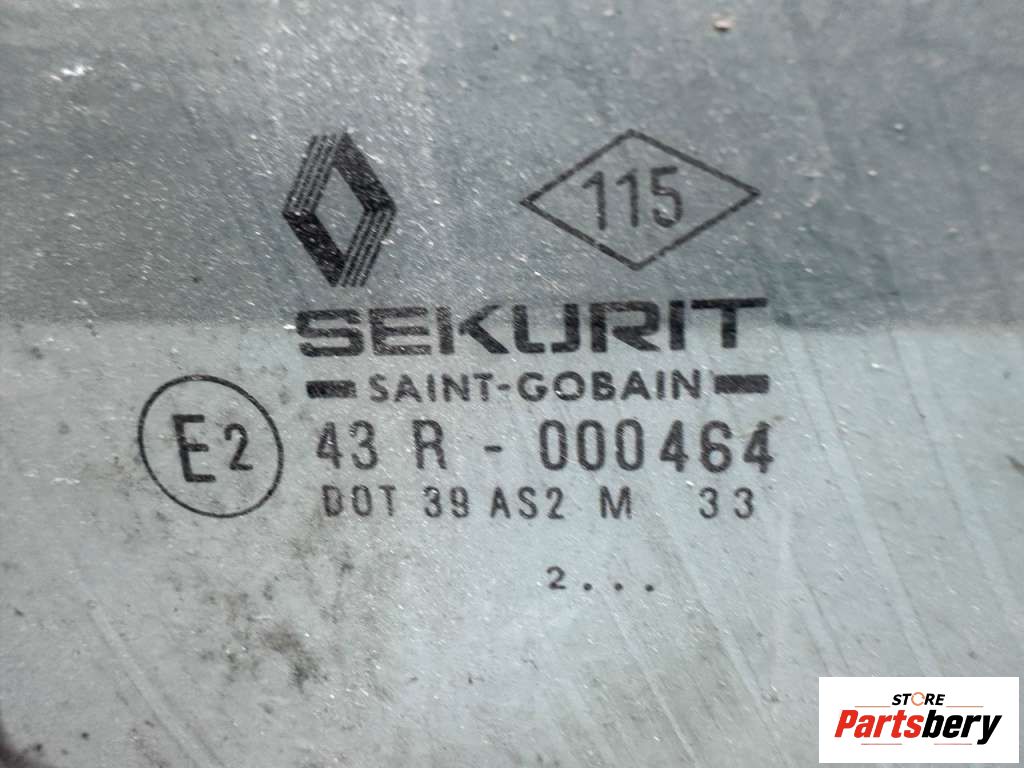 115
SEKURIT
SAINT-GOBAIN
E2
43 R - 000464
DOT 39 AS2 M 33
2...
STORE
Partsbery